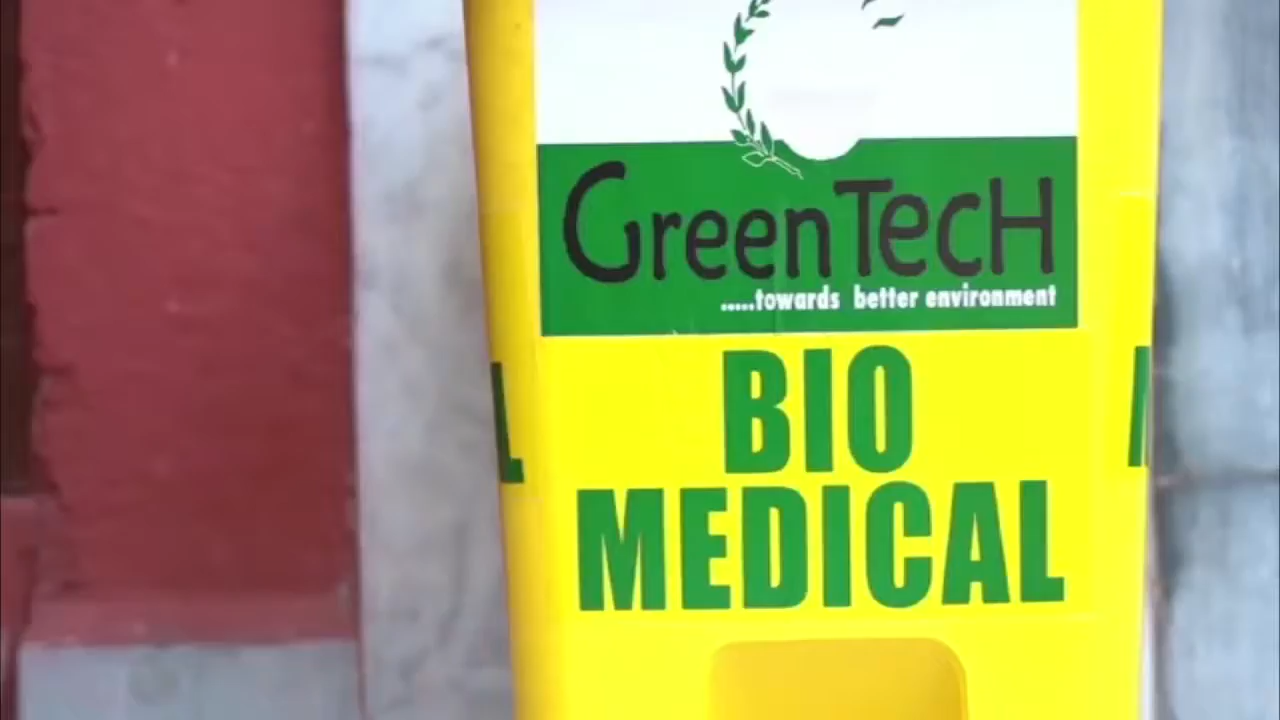 GreenTecH
.....towards better environment
BIO
MEDICAL